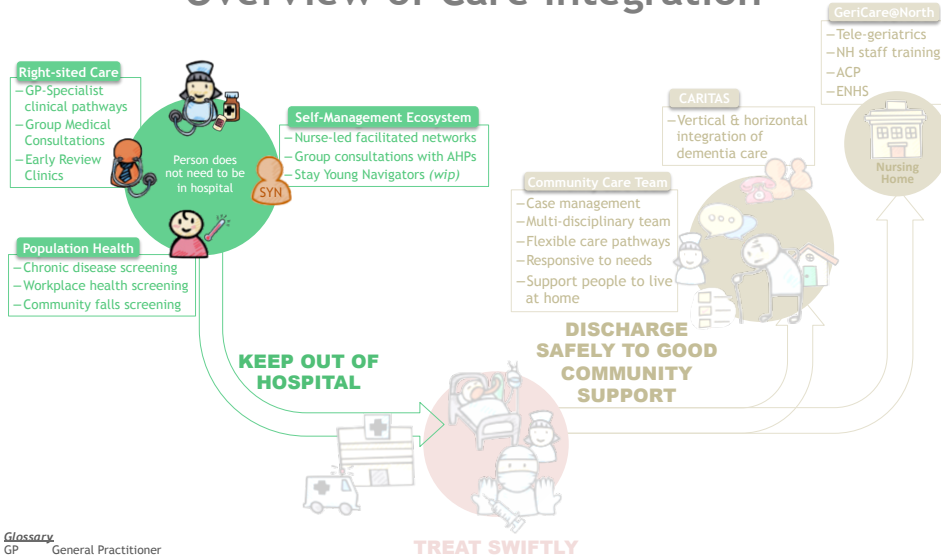 Overview of Care Integration
GeriCare@North
—Tele-geriatrics
—NH staff training
—ACP
—ENHS
Right-sited Care
—GP-Specialist
clinical pathways
—Group Medical
Consultations
—Early Review
Clinics
Person does
not need to be
in hospital
SYN
Self-Management Ecosystem
—Nurse-led facilitated networks
—Group consultations with AHPs
—Stay Young Navigators (wip)
CARITAS
—Vertical & horizontal
integration of
dementia care
Nursing
Home
Community Care Team
—Case management
—Multi-disciplinary team
—Flexible care pathways
—Responsive to needs
—Support people to live
at home
Population Health
—Chronic disease screening
—Workplace health screening
—Community falls screening
KEEP OUT OF
HOSPITAL
DISCHARGE
SAFELY TO GOOD
COMMUNITY
SUPPORT
TREAT SWIFTLY
Glossary
GP General Practitioner